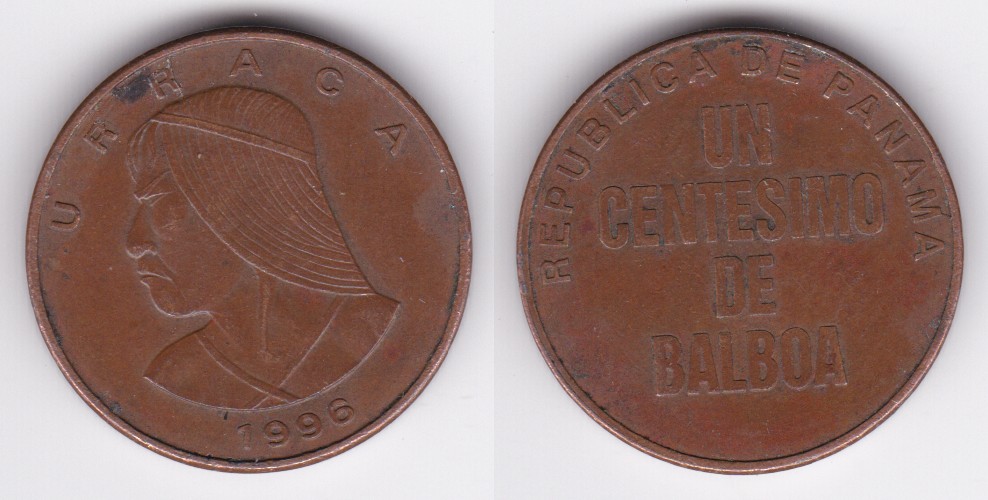 URRACA
1996
REPUBLICA DE PANAMA
UN
CENTESIMO
DE
BALBOA